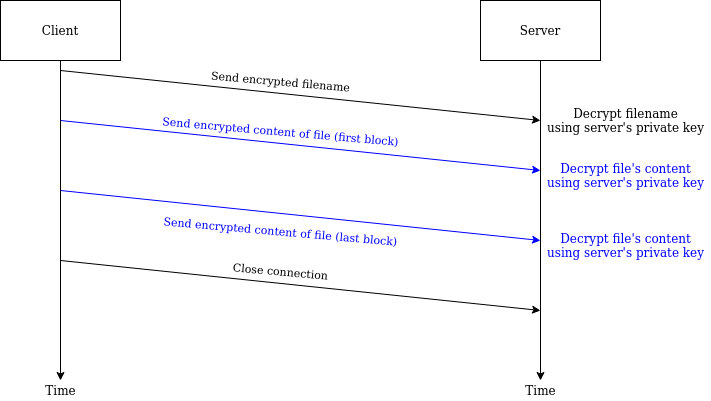 Client
Server
Send encrypted filename
Decrypt filename
using server's private key
Send encrypted content of file (first block)
Decrypt file's content
using server's private key
Send encrypted content of file (last block)
Decrypt file's content
using server's private key
Close connection
Time
Time